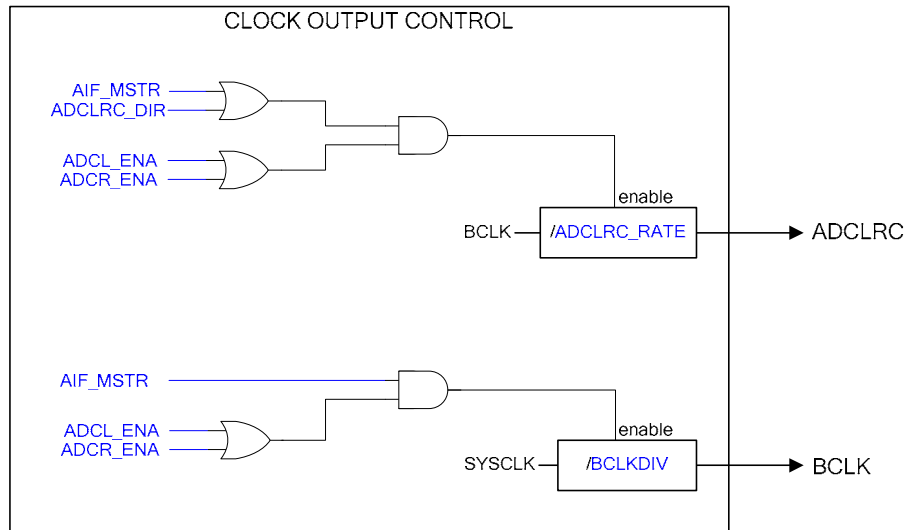 CLOCK OUTPUT CONTROL
AIF_MSTR
ADCLRC_DIR
ADCL_ENA
ADCR_ENA
enable
BCLK
/ADCLRC_RATE
ADCLRC
AIF_MSTR
ADCL_ENA
ADCR_ENA
enable
SYSCLK
/BCLKDIV
BCLK